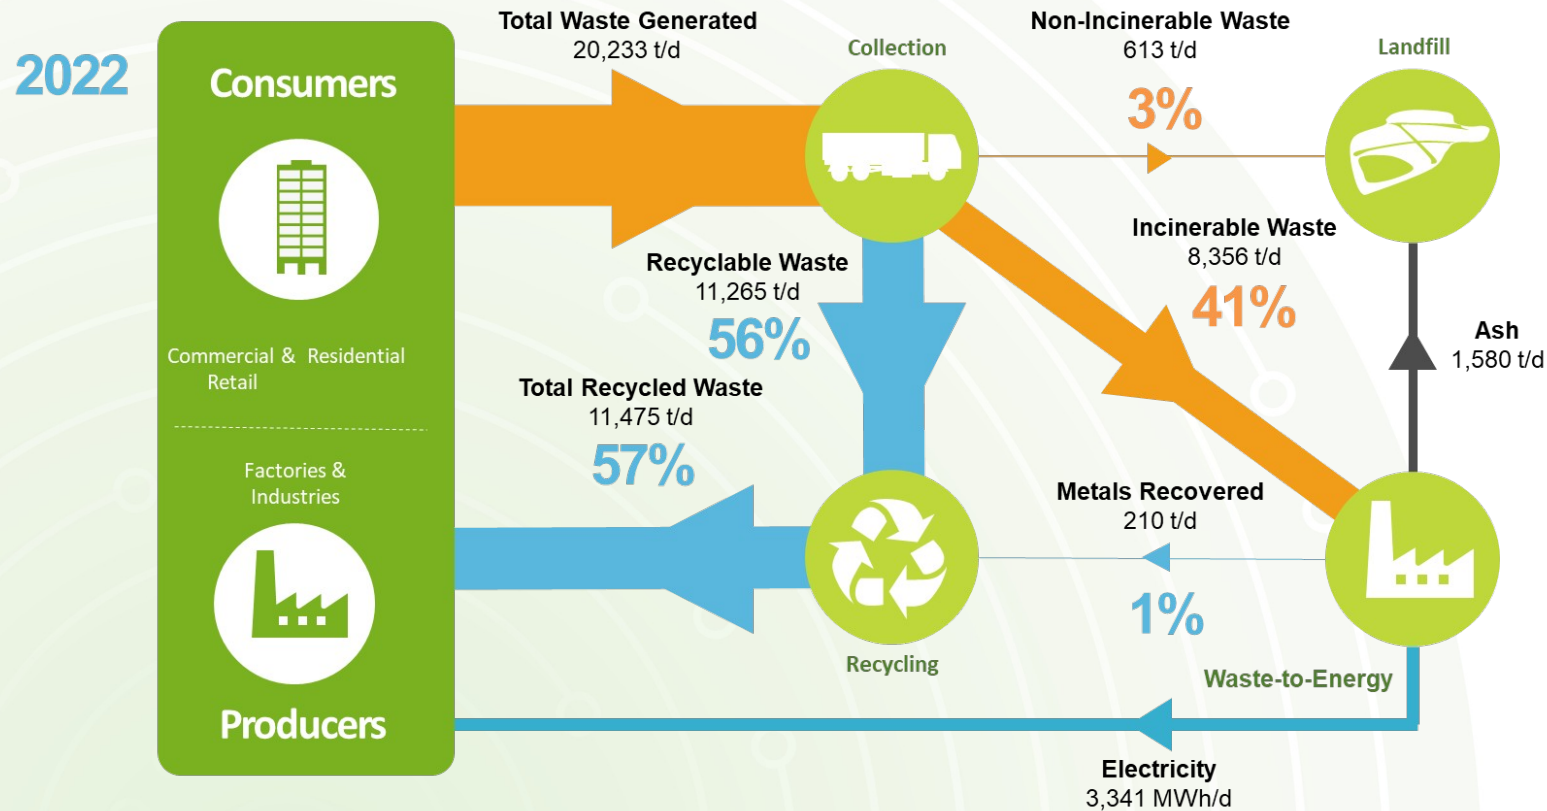 2022
Consumers
Commercial & Residential
Retail
Factories &
Industries
Producers
Total Waste Generated
20,233 t/d
Collection
Non-Incinerable Waste
613 t/d
3%
Landfill
Recyclable Waste
11,265 t/d
56%
Incinerable Waste
8,356 t/d
41%
Ash
1,580 t/d
Total Recycled Waste
11,475 t/d
57%
Metals Recovered
210 t/d
1%
Recycling
Waste-to-Energy
Electricity
3,341 MWh/d